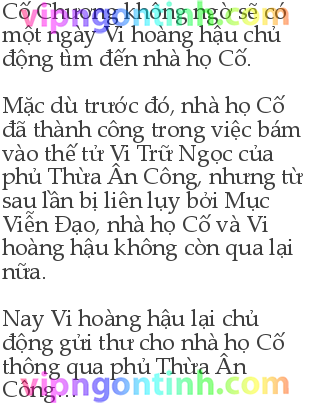 Cố Chương không ngờ sẽ có
một ngày Vi hoàng hậu chủ
động tìm đến nhà họ Cố.
Mặc dù trước đó, nhà họ Cố
đã thành công trong việc bám
vào thế tử Vi Trữ Ngọc của
phủ Thừa Ân Công, nhưng từ
sau lần bị liên lụy bởi Mục
Viễn Đạo, nhà họ Cố và Vi
hoàng hậu không còn qua lại
nữa.
Nay Vi hoàng hậu lại chủ
động gửi thư cho nhà họ Cố
thông qua phủ Thừa Ân
Công...
vipngontinh.com
vipngontinh.com